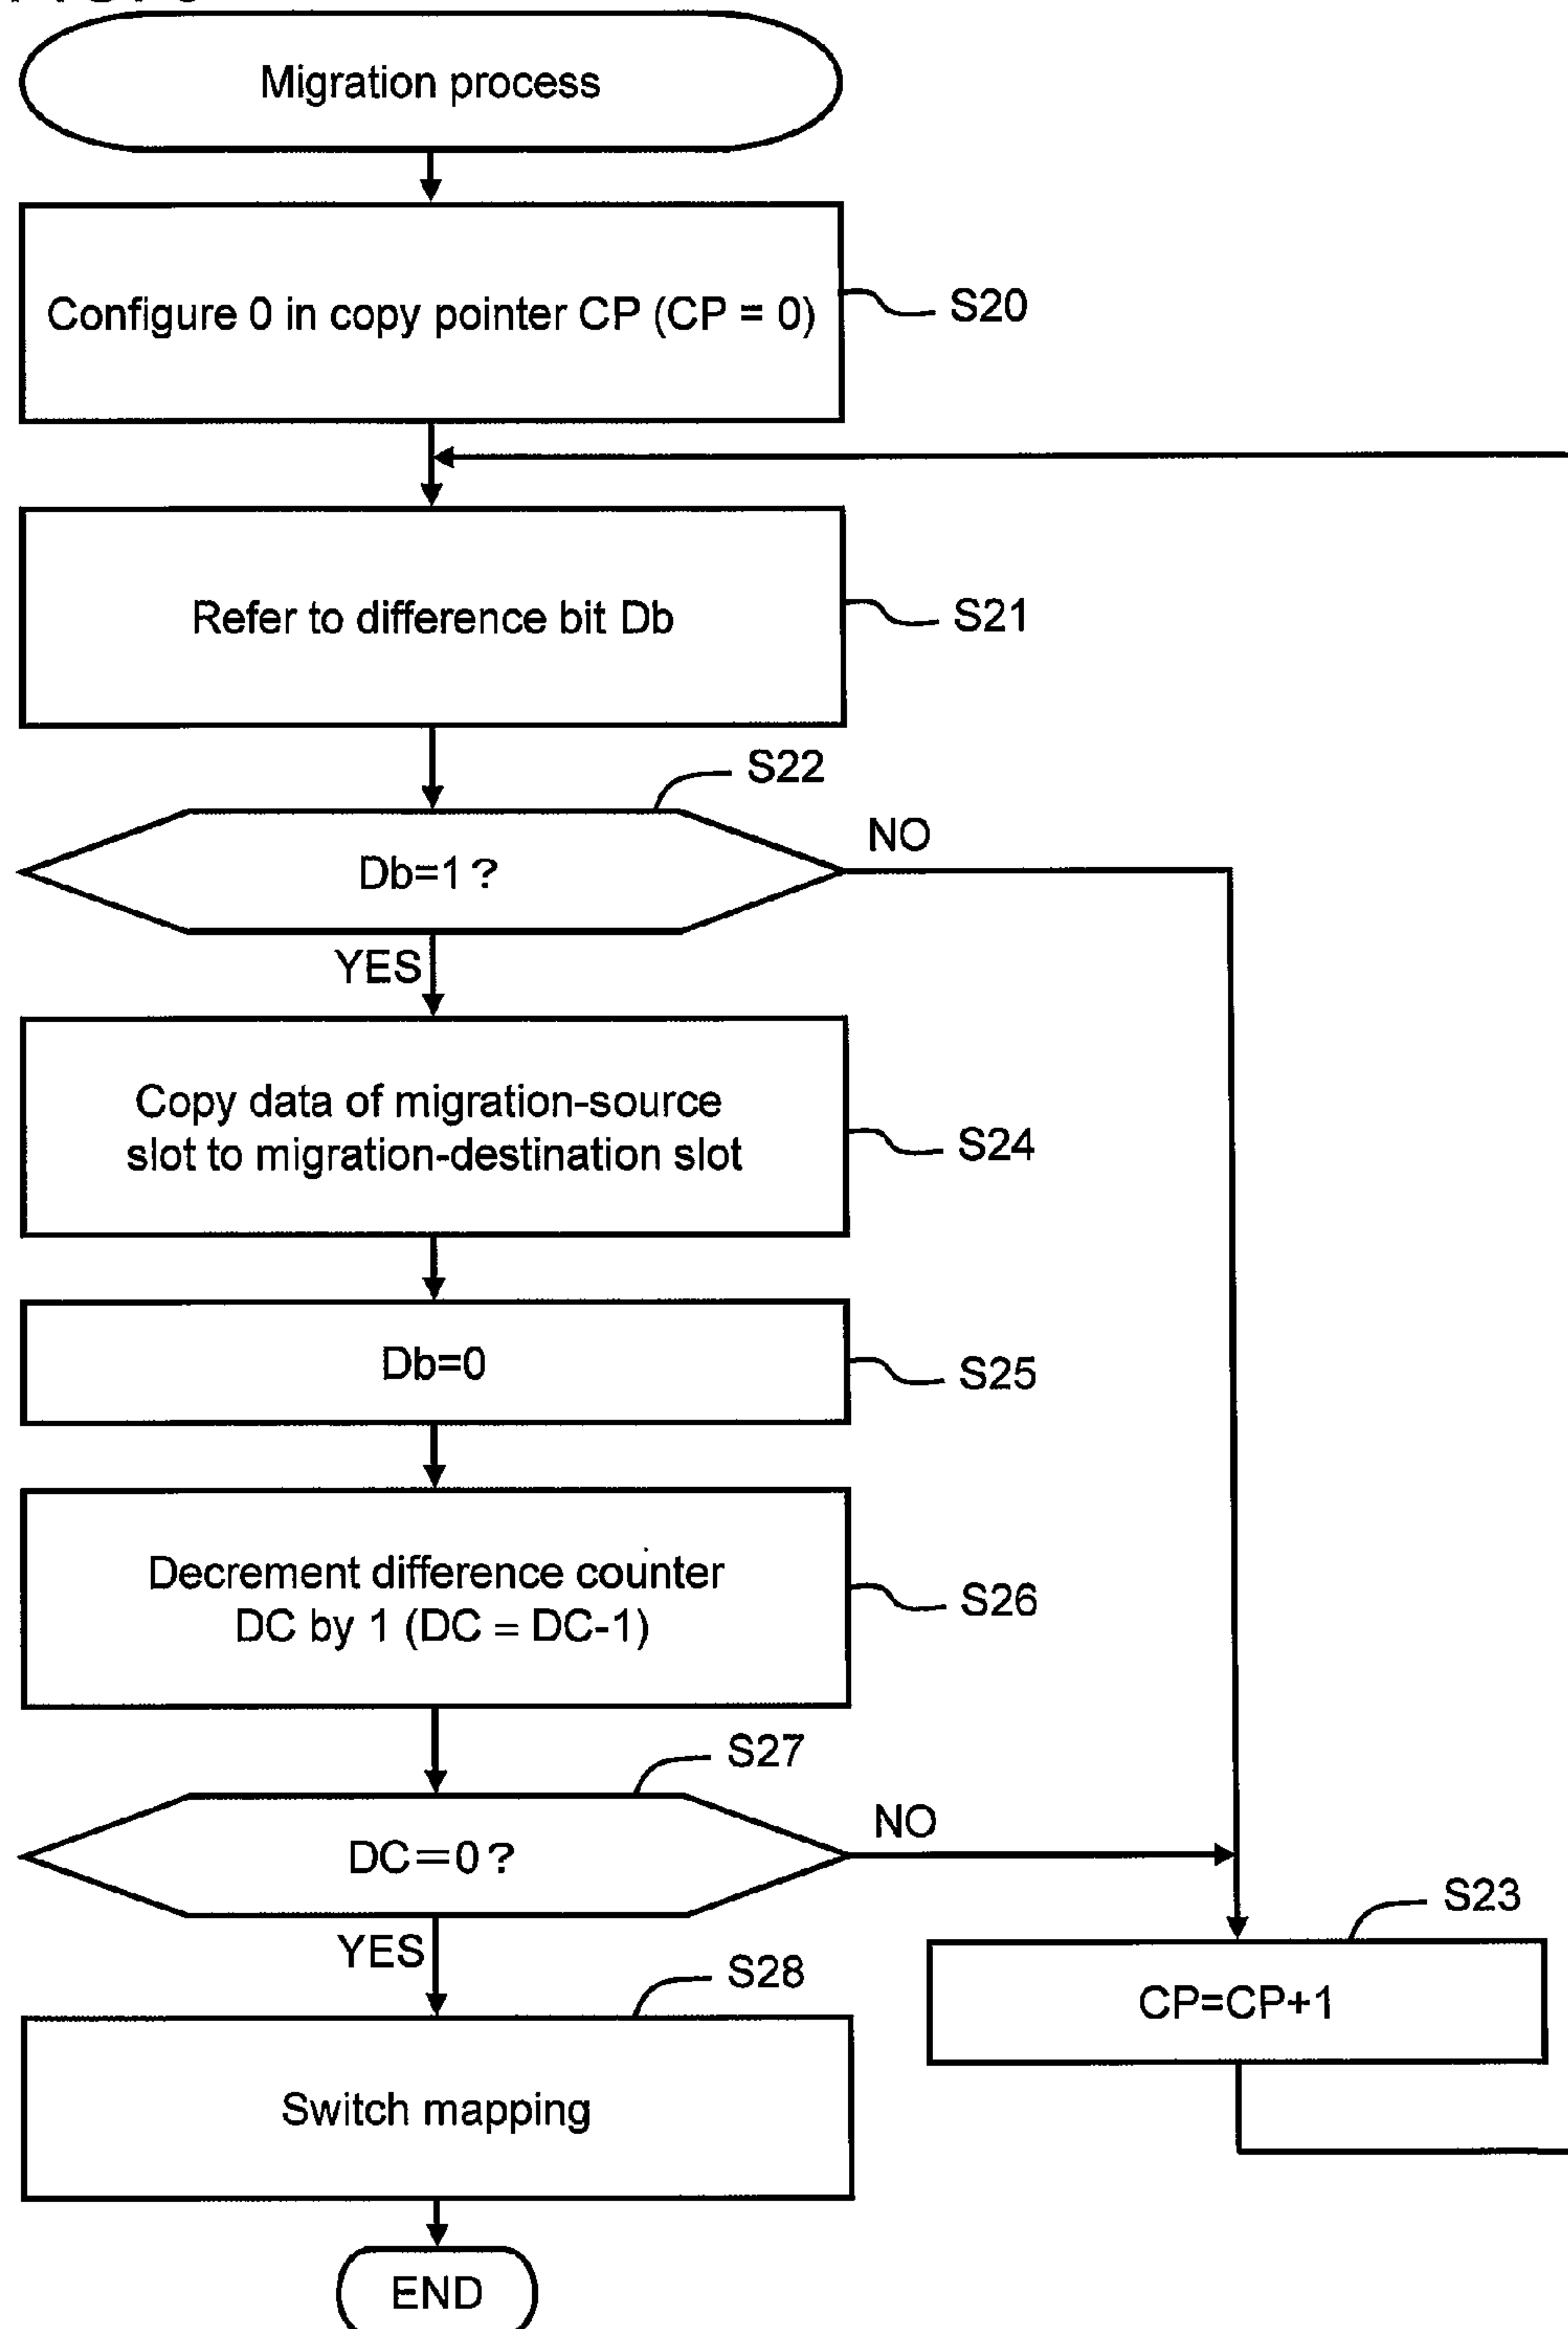 Migration process
Configure 0 in copy pointer CP (CP = 0)
S20
Refer to difference bit Db
S21
S22
Db=1?
NO
YES
Copy data of migration-source
slot to migration-destination slot
S24
Db=0
S25
Decrement difference counter
DC by 1 (DC = DC-1)
S26
S27
DC=0?
NO
YES
S23
CP=CP+1
S28
Switch mapping
END